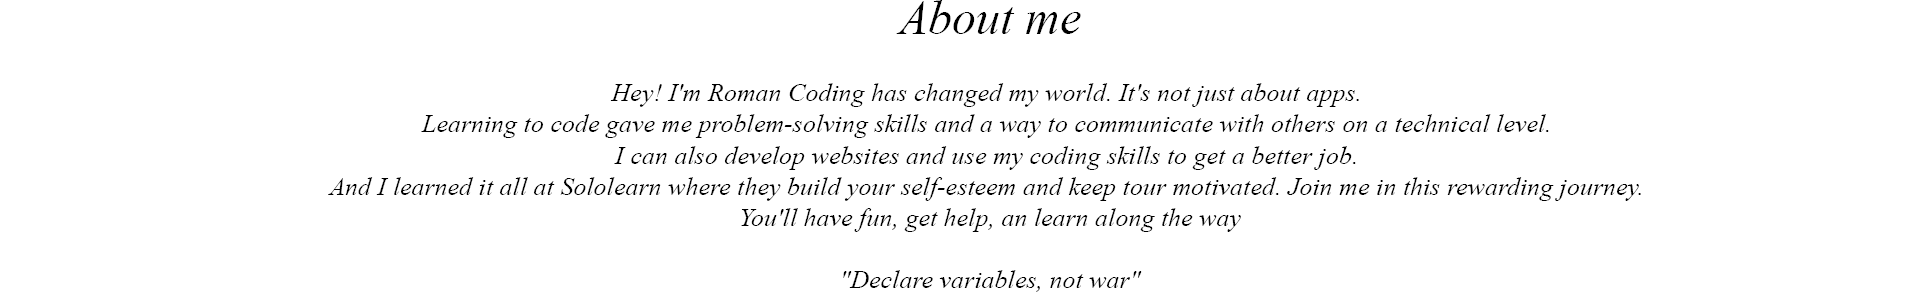 About me
Hey! I'm Roman Coding has changed my world. It's not just about apps.
Learning to code gave me problem-solving skills and a way to communicate with others on a technical level.
I can also develop websites and use my coding skills to get a better job.
And I learned it all at Sololearn where they build your self-esteem and keep tour motivated. Join me in this rewarding journey.
You'll have fun, get help, an learn along the way
"Declare variables, not war"